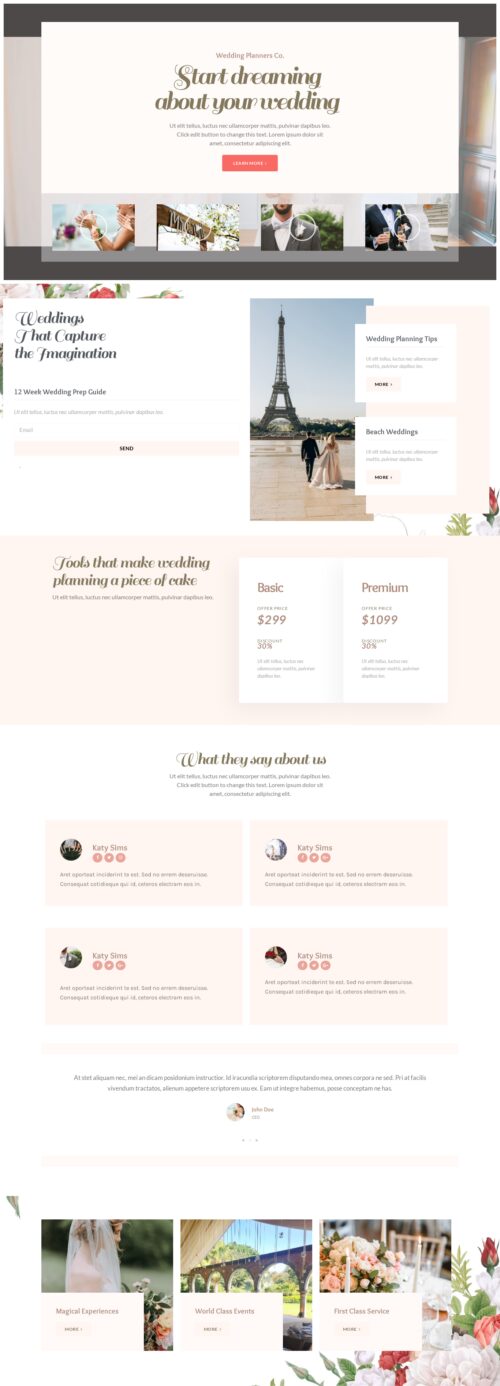 Wedding Planners Co.
Start dreaming
about your wedding
Ut elit tellus, luctus nec ullamcorper mattis, pulvinar dapibus leo.
Click edit button to change this text. Lorem ipsum dolor sit
amet, consectetur adipiscing elit.
LEARN MORE ›
Weddings
That Capture
the Imagination
12 Week Wedding Prep Guide
Ut elit tellus, luctus nec ullamcorper mattis, pulvinar dapibus leo.
Email
SEND
Wedding Planning Tips
Ut elit tellus, luctus nec ullamcorper
mattis, pulvinar dapibus leo.
MORE ›
Beach Weddings
Ut elit tellus, luctus nec ullamcorper
mattis, pulvinar dapibus leo.
MORE ›
Tools that make wedding
planning a piece of cake
Ut elit tellus, luctus nec ullamcorper mattis, pulvinar dapibus leo.
Basic
OFFER PRICE
$299
DISCOUNT
30%
Ut elit tellus, luctus nec
ullamcorper mattis, pulvinar
dapibus leo.
Premium
OFFER PRICE
$1099
DISCOUNT
30%
Ut elit tellus, luctus nec
ullamcorper mattis, pulvinar
dapibus leo.
What they say about us
Ut elit tellus, luctus nec ullamcorper mattis, pulvinar dapibus leo.
Click edit button to change this text. Lorem ipsum dolor sit
amet, consectetur adipiscing elit.
Katy Sims
Aret oporteat inciderint te est. Sed no errem deseruisse.
Consequat cotidieque qui id, ceteros electram eos in.
Katy Sims
Aret oporteat inciderint te est. Sed no errem deseruisse.
Consequat cotidieque qui id, ceteros electram eos in.
Katy Sims
Aret oporteat inciderint te est. Sed no errem deseruisse.
Consequat cotidieque qui id, ceteros electram eos in.
Katy Sims
Aret oporteat inciderint te est. Sed no errem deseruisse.
Consequat cotidieque qui id, ceteros electram eos in.
At stet aliquam nec, mei an dicam posidonium instructior. Id iracundia scriptorem disputando mea, omnes corpora ne sed. Pri at facilis
vivendum tractatos, alienum appetere scriptorem usu ex. Eam ut integre habemus, posse conceptam ne has.
John Doe
CEO
Magical Experiences
MORE ›
World Class Events
MORE ›
First Class Service
MORE ›